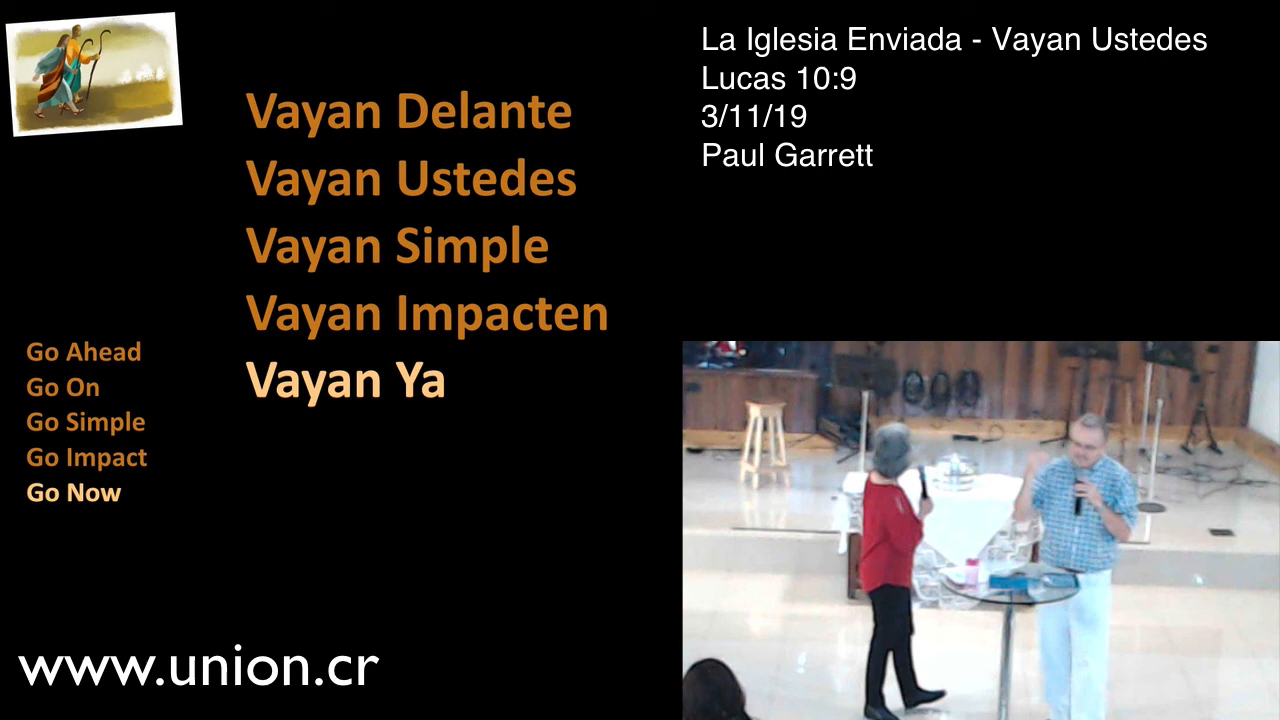 La Iglesia Enviada - Vayan Ustedes
Lucas 10:9
3/11/19
Paul Garrett
Vayan Delante
Vayan Ustedes
Vayan Simple
Vayan Impacten
Vayan Ya
Go Ahead
Go On
Go Simple
Go Impact
Go Now
www.union.cr